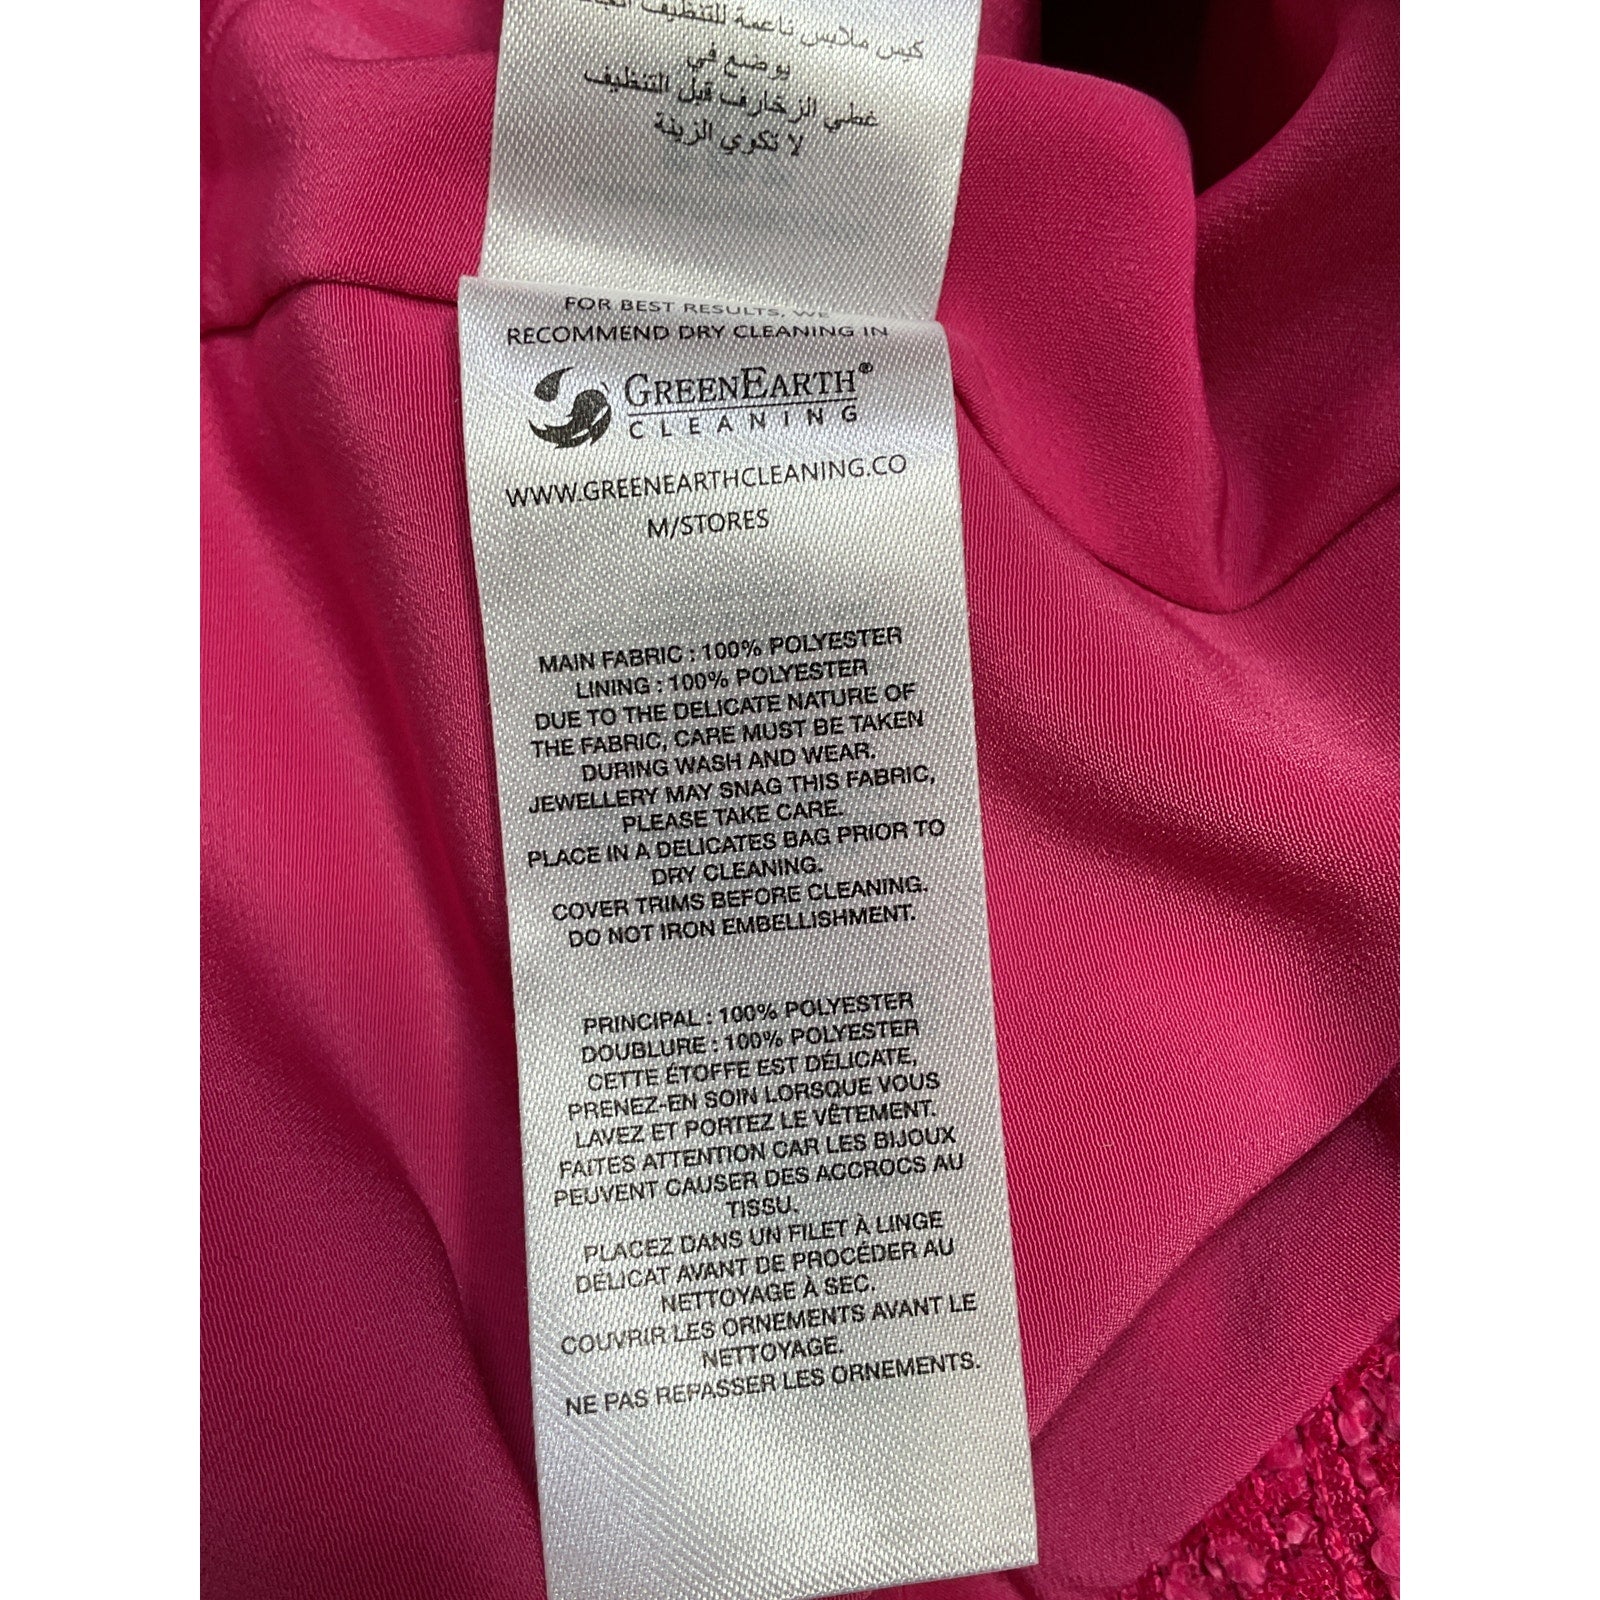 كيس ملابس ناعمة للتنظيف
يوضع في
غطي الزخارف قبل التنظيف
لا تكوي الزينة
FOR BEST RESULTS, WE
RECOMMEND DRY CLEANING IN
GREENEARTH®
CLEANING
WWW.GREENEARTHCLEANING.CO
M/STORES
MAIN FABRIC : 100% POLYESTER
LINING : 100% POLYESTER
DUE TO THE DELICATE NATURE OF
THE FABRIC, CARE MUST BE TAKEN
DURING WASH AND WEAR.
JEWELLERY MAY SNAG THIS FABRIC,
PLEASE TAKE CARE.
PLACE IN A DELICATES BAG PRIOR TO
DRY CLEANING.
COVER TRIMS BEFORE CLEANING.
DO NOT IRON EMBELLISHMENT.
PRINCIPAL : 100% POLYESTER
DOUBLURE : 100% POLYESTER
CETTE ÉTOFFE EST DÉLICATE,
PRENEZ-EN SOIN LORSQUE VOUS
LAVEZ ET PORTEZ LE VÊTEMENT.
FAITES ATTENTION CAR LES BIJOUX
PEUVENT CAUSER DES ACCROCS AU
TISSU.
PLACEZ DANS UN FILET À LINGE
DÉLICAT AVANT DE PROCÉDER AU
NETTOYAGE À SEC.
COUVRIR LES ORNEMENTS AVANT LE
NETTOYAGE.
NE PAS REPASSER LES ORNEMENTS.